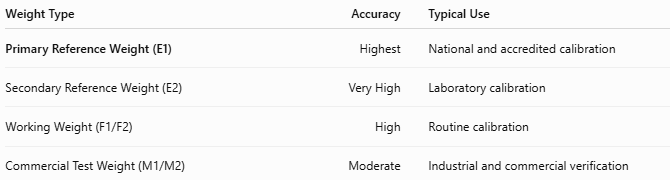 Weight Type Accuracy Typical Use
Primary Reference Weight (E1) Highest National and accredited calibration
Secondary Reference Weight (E2) Very High Laboratory calibration
Working Weight (F1/F2) High Routine calibration
Commercial Test Weight (M1/M2) Moderate Industrial and commercial verification